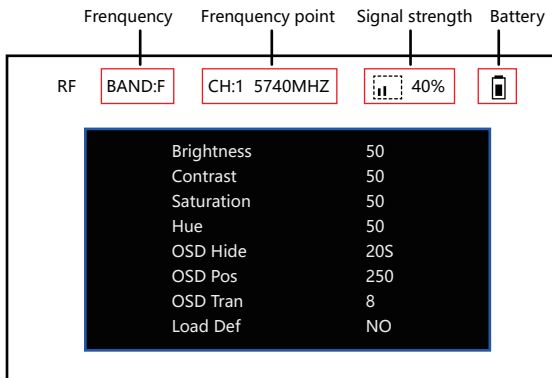 Frenquency Frenquency point Signal strength Battery
RF BAND:F CH:1 5740MHZ 40%
Brightness 50
Contrast 50
Saturation 50
Hue 50
OSD Hide 20S
OSD Pos 250
OSD Tran 8
Load Def NO